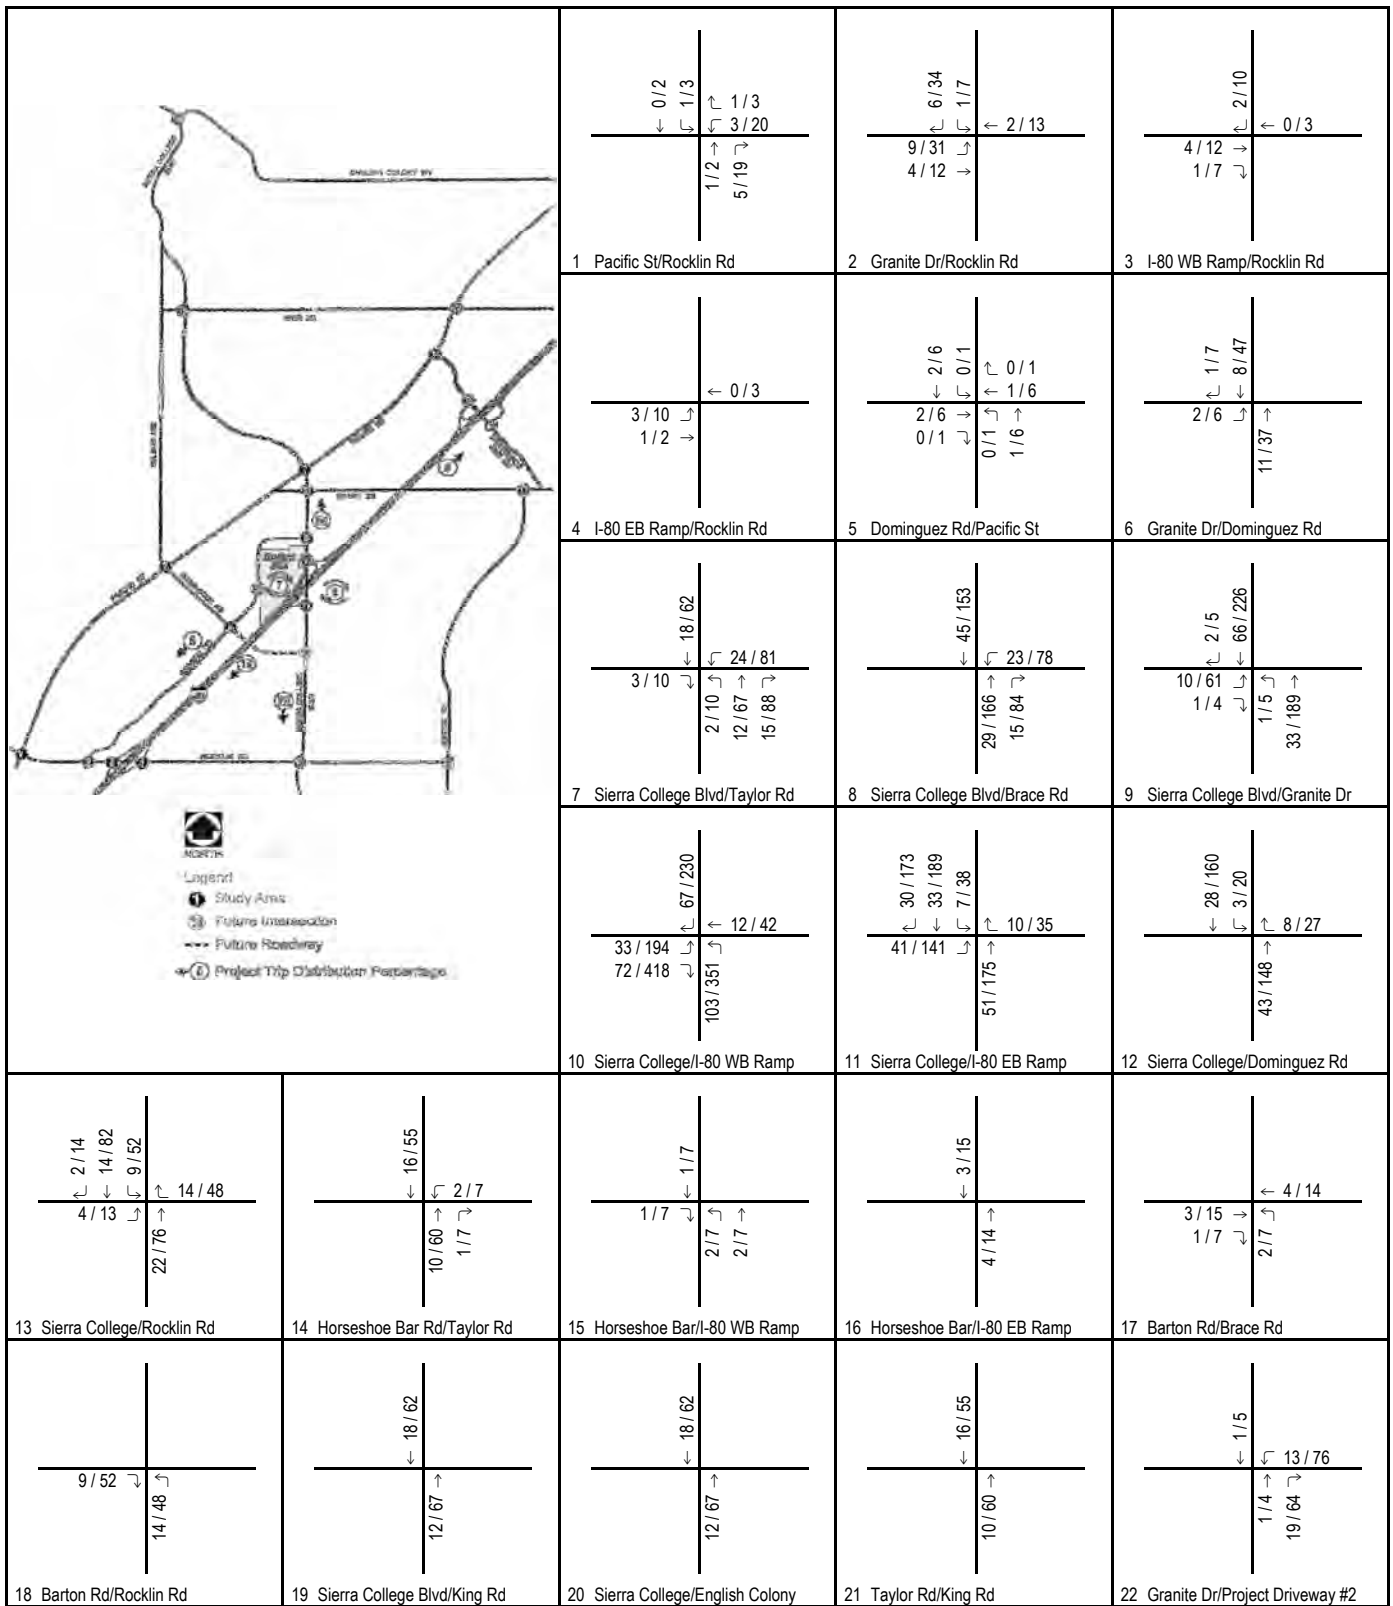 0 / 2
1 / 3
1 / 3
3 / 20
1 / 2
5 / 19
1 Pacific St/Rocklin Rd
6 / 34
1 / 7
2 / 13
9 / 31
4 / 12
2 Granite Dr/Rocklin Rd
2 / 10
0 / 3
4 / 12
1 / 7
3 I-80 WB Ramp/Rocklin Rd
0 / 3
3 / 10
1 / 2
4 I-80 EB Ramp/Rocklin Rd
2 / 6
0 / 1
0 / 1
1 / 6
2 / 6
0 / 1
0 / 1
1 / 6
5 Dominguez Rd/Pacific St
1 / 7
8 / 47
2 / 6
11 / 37
6 Granite Dr/Dominguez Rd
18 / 62
24 / 81
3 / 10
2 / 10
12 / 67
15 / 88
7 Sierra College Blvd/Taylor Rd
45 / 153
23 / 78
29 / 166
15 / 84
8 Sierra College Blvd/Brace Rd
2 / 5
66 / 226
10 / 61
1 / 4
1 / 5
33 / 189
9 Sierra College Blvd/Granite Dr
NORTH
Legend
1 Study Area
Future Intersection
Future Roadway
Project Trip Distribution Percentage
67 / 230
12 / 42
33 / 194
72 / 418
103 / 351
10 Sierra College/I-80 WB Ramp
30 / 173
33 / 189
7 / 38
10 / 35
41 / 141
51 / 175
11 Sierra College/I-80 EB Ramp
28 / 160
3 / 20
8 / 27
43 / 148
12 Sierra College/Dominguez Rd
2 / 14
14 / 82
9 / 52
14 / 48
4 / 13
22 / 76
13 Sierra College/Rocklin Rd
16 / 55
2 / 7
10 / 60
1 / 7
14 Horseshoe Bar Rd/Taylor Rd
1 / 7
1 / 7
2 / 7
2 / 7
15 Horseshoe Bar/I-80 WB Ramp
3 / 15
4 / 14
16 Horseshoe Bar/I-80 EB Ramp
4 / 14
3 / 15
1 / 7
2 / 7
17 Barton Rd/Brace Rd
9 / 52
14 / 48
18 Barton Rd/Rocklin Rd
18 / 62
12 / 67
19 Sierra College Blvd/King Rd
18 / 62
12 / 67
20 Sierra College/English Colony
16 / 55
10 / 60
21 Taylor Rd/King Rd
1 / 5
13 / 76
1 / 4
19 / 64
22 Granite Dr/Project Driveway #2